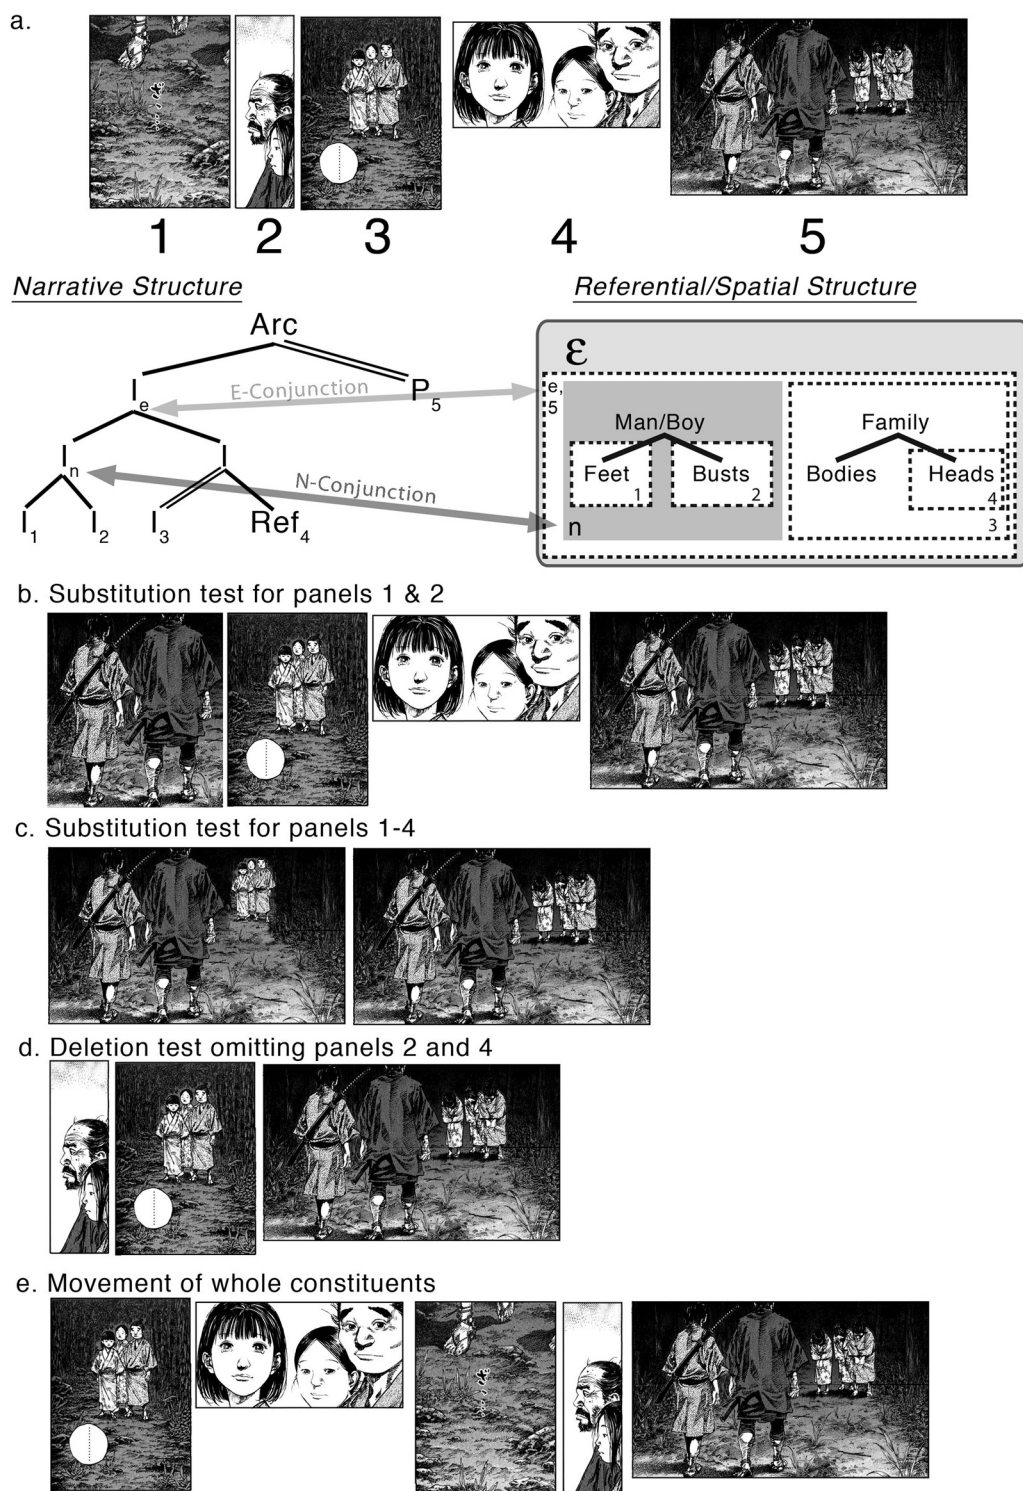 a.
1 2 3 4 5
Narrative Structure
Referential/Spatial Structure
Arc
ε
I
E-Conjunction
P5
e,
5
e
Man/Boy
Family
I
I
n
Feet
Busts
Bodies
Heads
N-Conjunction
1
2
4
I1 I2 I3 Ref4
n
3
b. Substitution test for panels 1 & 2
c. Substitution test for panels 1-4
d. Deletion test omitting panels 2 and 4
e. Movement of whole constituents